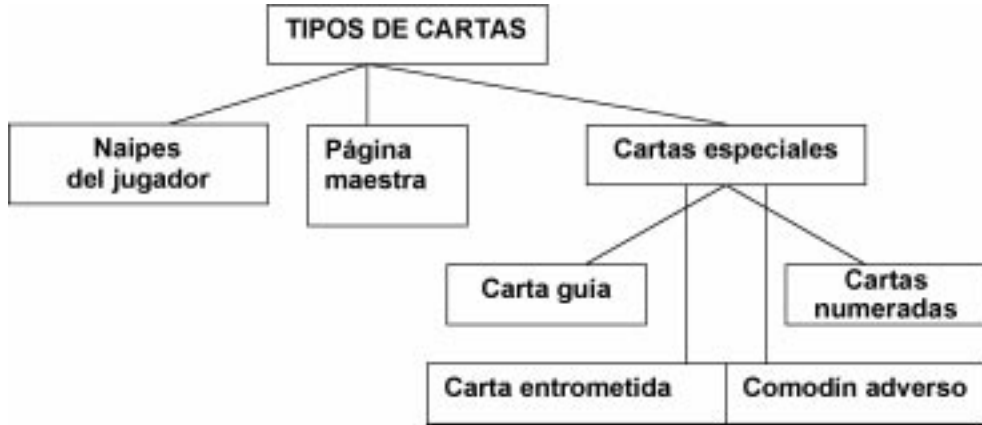 TIPOS DE CARTAS
Naipes
del jugador
Página
maestra
Cartas especiales
Carta guia
Cartas
numeradas
Carta entrometida
Comodin adverso